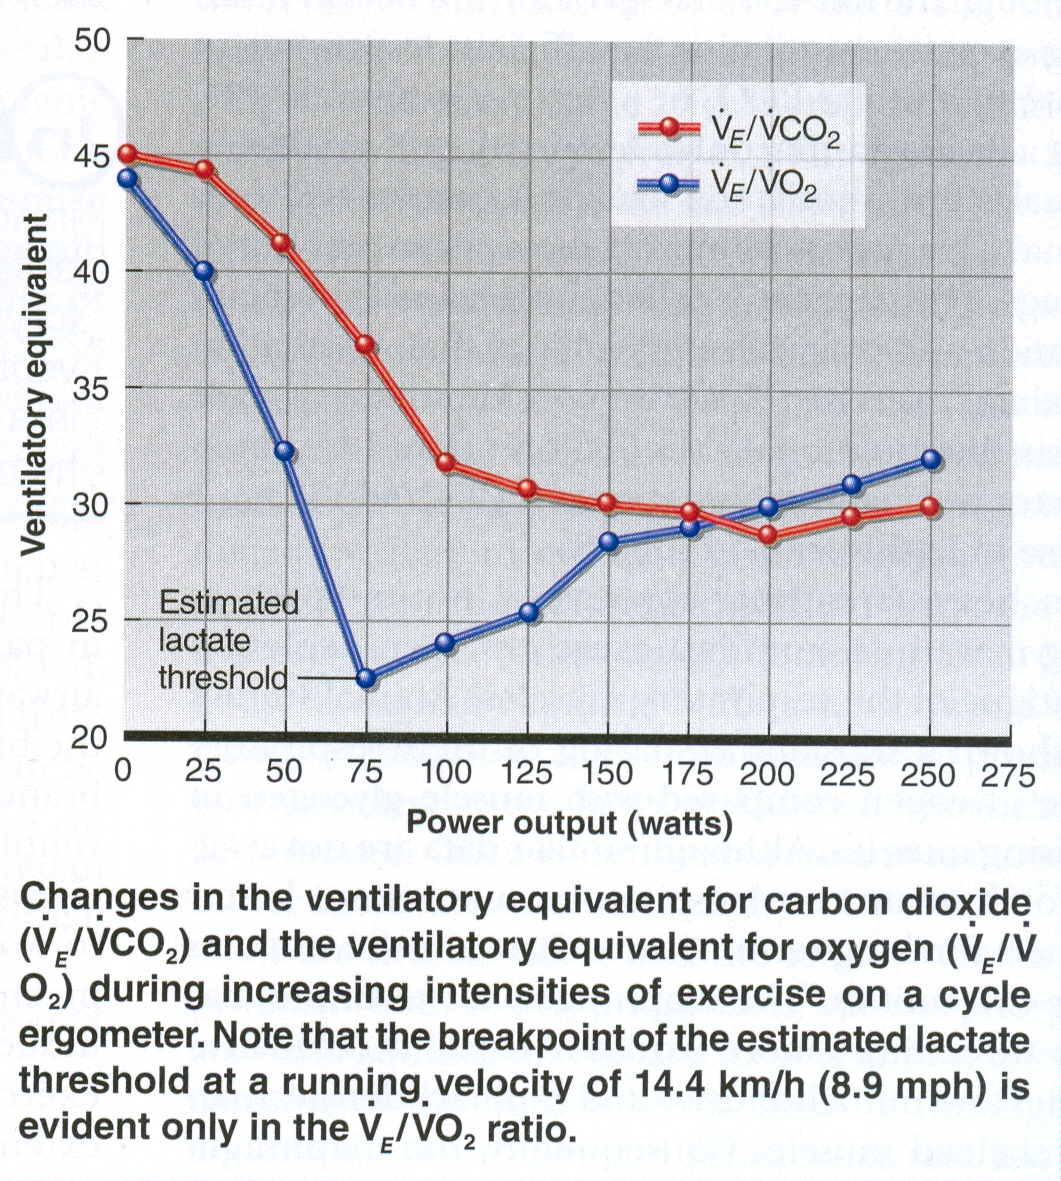 50
45
40
35
30
25
20
Ventilatory equivalent
V̇E/V̇CO₂
V̇E/V̇O₂
Estimated
lactate
threshold
0 25 50 75 100 125 150 175 200 225 250 275
Power output (watts)
Changes in the ventilatory equivalent for carbon dioxide
(V̇E/V̇CO₂) and the ventilatory equivalent for oxygen (V̇E/V̇
O₂) during increasing intensities of exercise on a cycle
ergometer. Note that the breakpoint of the estimated lactate
threshold at a running velocity of 14.4 km/h (8.9 mph) is
evident only in the VE/VO₂ ratio.